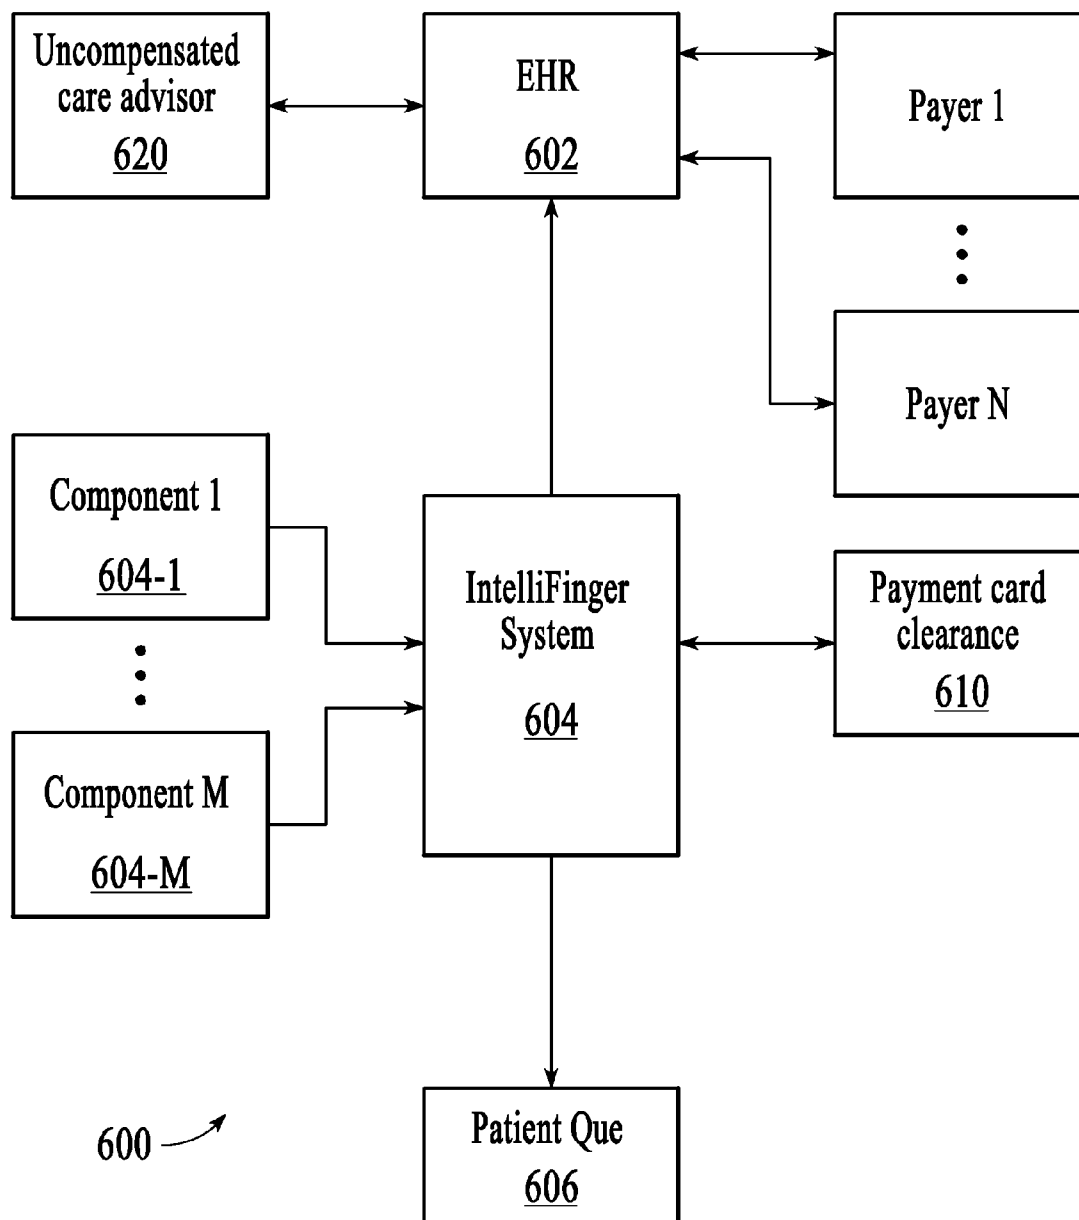 Uncompensated
care advisor
620
EHR
602
Payer 1
Payer N
Component 1
604-1
IntelliFinger
System
604
Payment card
clearance
610
Component M
604-M
600
Patient Que
606